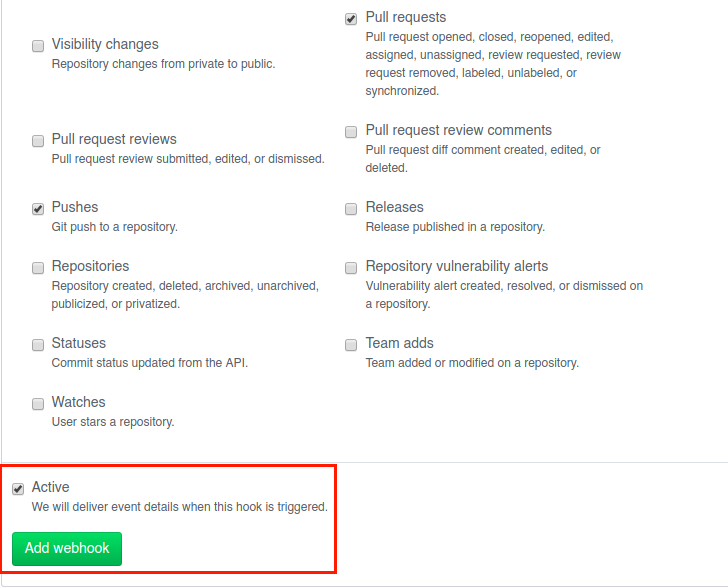 Pull requests
Pull request opened, closed, reopened, edited,
assigned, unassigned, review requested, review
request removed, labeled, unlabeled, or
synchronized.
Visibility changes
Repository changes from private to public.
Pull request reviews
Pull request review submitted, edited, or dismissed.
Pull request review comments
Pull request diff comment created, edited, or
deleted.
Pushes
Git push to a repository.
Releases
Release published in a repository.
Repositories
Repository created, deleted, archived, unarchived,
publicized, or privatized.
Repository vulnerability alerts
Vulnerability alert created, resolved, or dismissed on
a repository.
Statuses
Commit status updated from the API.
Team adds
Team added or modified on a repository.
Watches
User stars a repository.
Active
We will deliver event details when this hook is triggered.
Add webhook